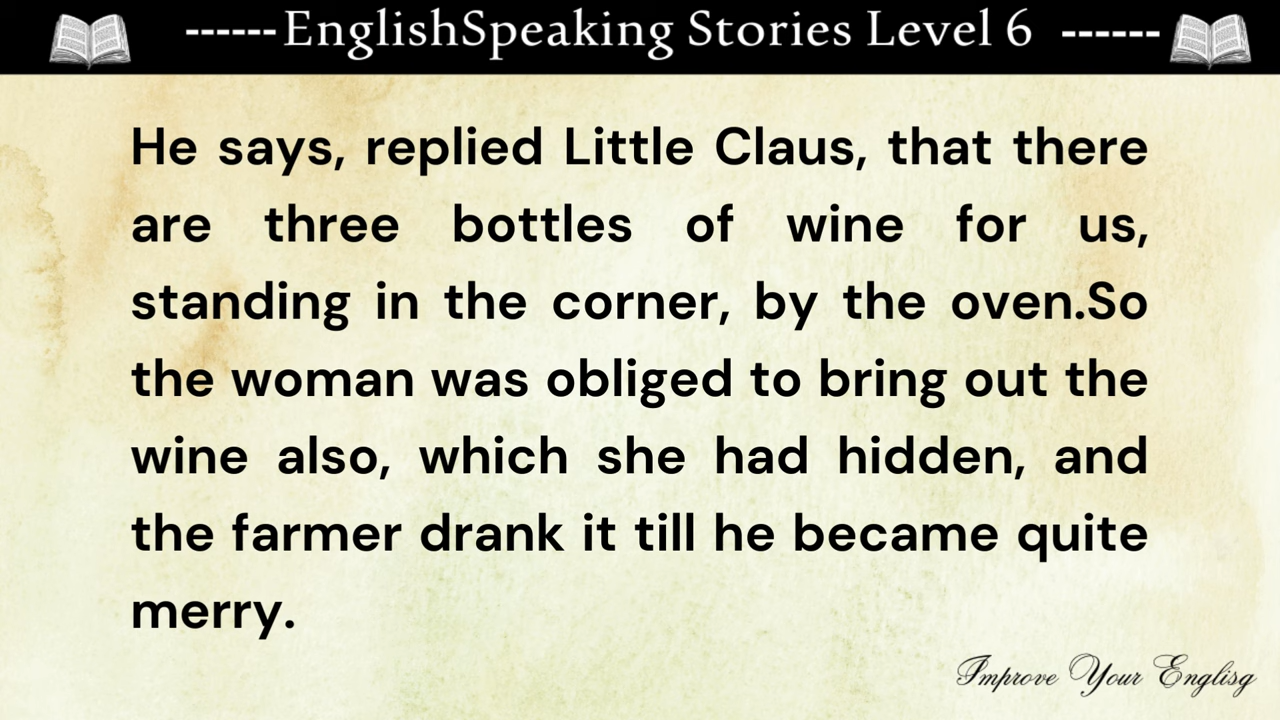 ------EnglishSpeaking Stories Level 6 ------
He says, replied Little Claus, that there
are three bottles of wine for us,
standing in the corner, by the oven.So
the woman was obliged to bring out the
wine also, which she had hidden, and
the farmer drank it till he became quite
merry.
Improve Your Englisg